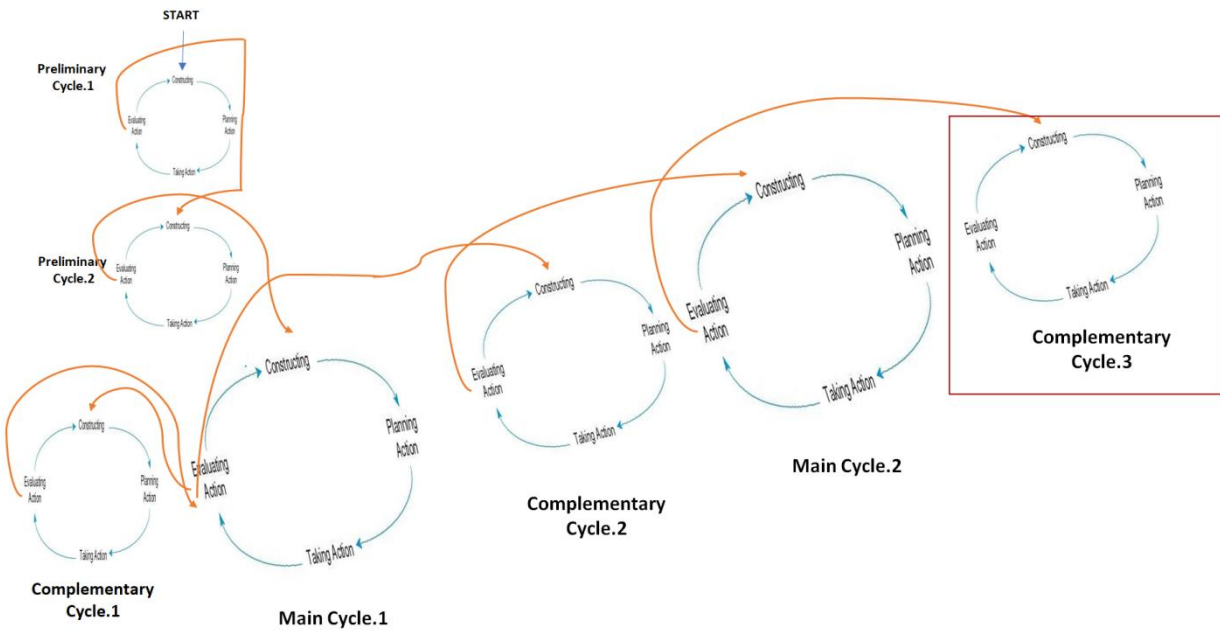 START
Preliminary
Cycle.1
Constructing
Evaluating
Action
Planning
Action
Taking Action
Preliminary
Cycle.2
Constructing
Evaluating
Action
Planning
Action
Taking Action
Complementary
Cycle.1
Constructing
Evaluating
Action
Planning
Action
Taking Action
Main Cycle.1
Constructing
Evaluating
Action
Planning
Action
Taking Action
Complementary
Cycle.2
Constructing
Evaluating
Action
Planning
Action
Taking Action
Main Cycle.2
Constructing
Evaluating
Action
Planning
Action
Taking Action
Complementary
Cycle.3
Constructing
Evaluating
Action
Planning
Action
Taking Action